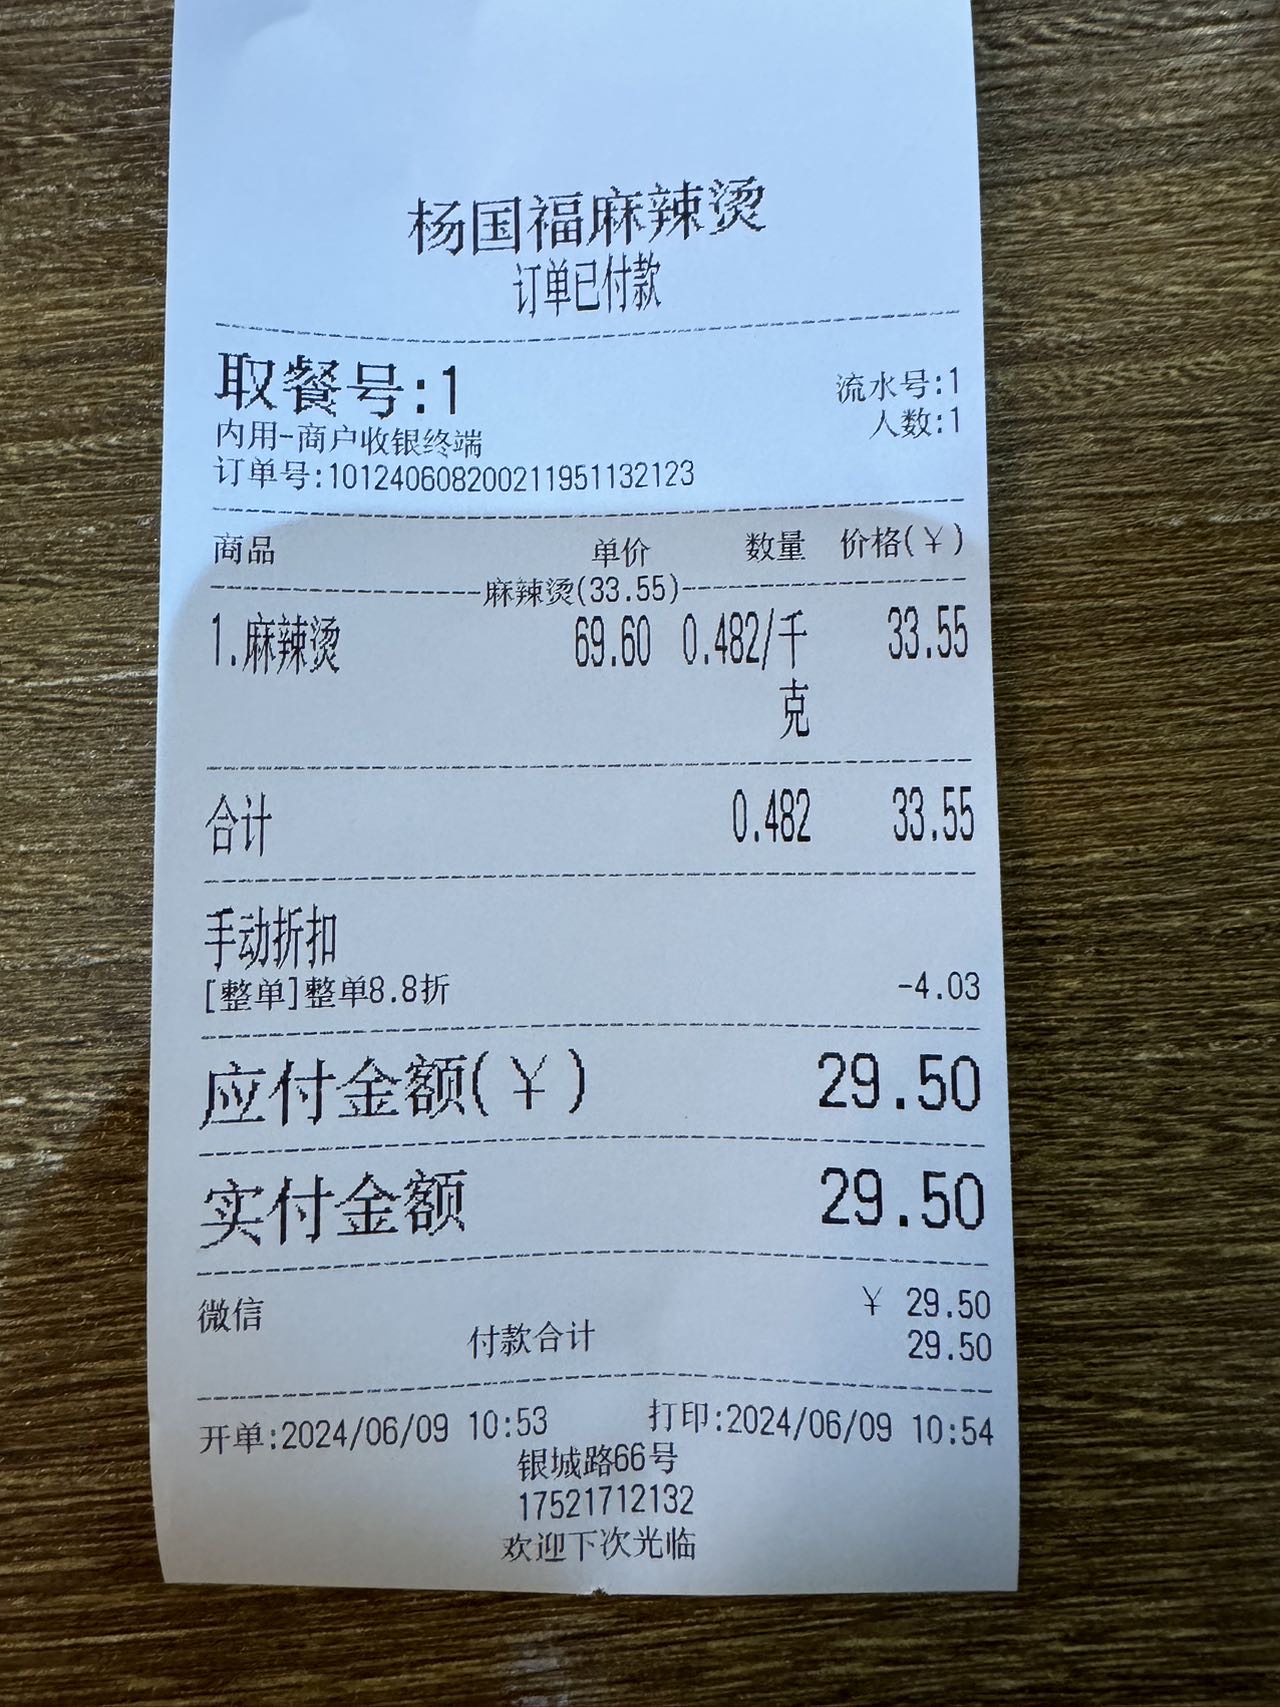 杨国福麻辣烫
订单已付款
取餐号:1 流水号:1
内用-商户收银终端 人数:1
订单号:101240608200211951132123
商品 单价 数量 价格(¥)
麻辣烫(33.55)
1.麻辣烫 69.60 0.482/千 33.55
克
合计 0.482 33.55
手动折扣
[整单]整单8.8折 -4.03
应付金额(¥) 29.50
实付金额 29.50
微信 ¥ 29.50
付款合计 29.50
开单:2024/06/09 10:53 打印:2024/06/09 10:54
银城路66号
17521712132
欢迎下次光临